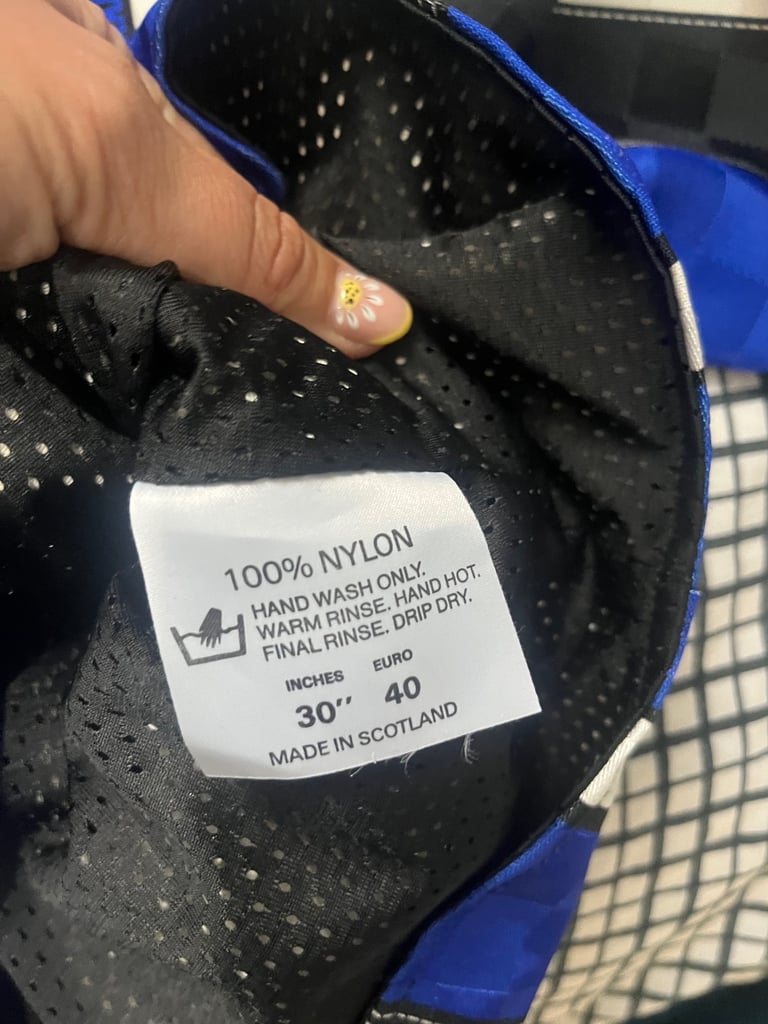 100% NYLON
HAND WASH ONLY.
WARM RINSE. HAND HOT.
FINAL RINSE. DRIP DRY.
INCHES EURO
30″ 40
MADE IN SCOTLAND